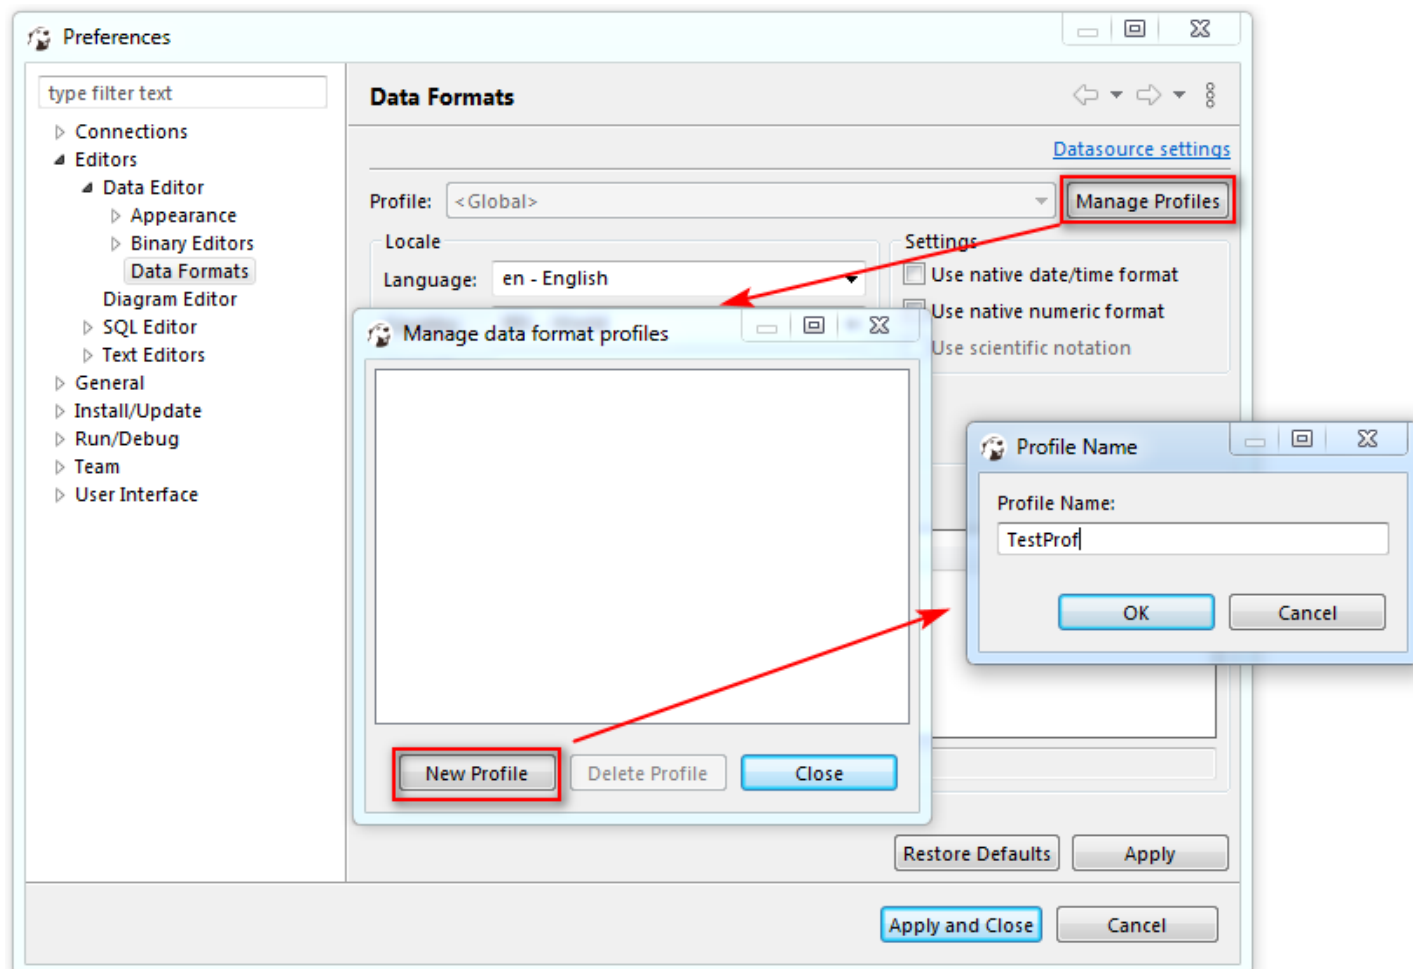 Preferences
type filter text
Connections
Editors
Data Editor
Appearance
Binary Editors
Data Formats
Diagram Editor
SQL Editor
Text Editors
General
Install/Update
Run/Debug
Team
User Interface
Data Formats
Datasource settings
Profile: <Global> Manage Profiles
Locale
Language: en - English
Settings
Use native date/time format
Use native numeric format
Use scientific notation
Manage data format profiles
New Profile Delete Profile Close
Profile Name
Profile Name:
TestProf
OK Cancel
Restore Defaults Apply
Apply and Close Cancel